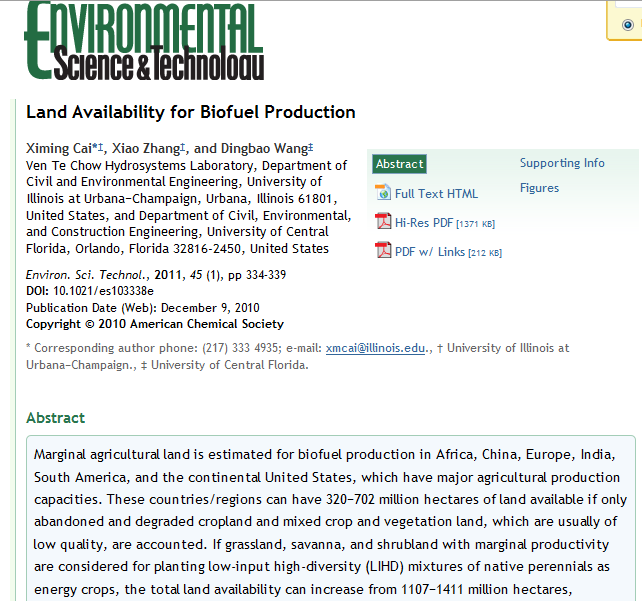 ENVIRONMENTAL
Science & Technology
Land Availability for Biofuel Production
Ximing Cai*†‡, Xiao Zhang‡, and Dingbao Wang‡
Ven Te Chow Hydrosystems Laboratory, Department of
Civil and Environmental Engineering, University of
Illinois at Urbana−Champaign, Urbana, Illinois 61801,
United States, and Department of Civil, Environmental,
and Construction Engineering, University of Central
Florida, Orlando, Florida 32816-2450, United States
Environ. Sci. Technol., 2011, 45 (1), pp 334-339
DOI: 10.1021/es103338e
Publication Date (Web): December 9, 2010
Copyright © 2010 American Chemical Society
Abstract
Full Text HTML
Hi-Res PDF [1371 KB]
PDF w/ Links [212 KB]
Supporting Info
Figures
* Corresponding author phone: (217) 333 4935; e-mail: xmcai@illinois.edu., † University of Illinois at
Urbana−Champaign., ‡ University of Central Florida.
Abstract
Marginal agricultural land is estimated for biofuel production in Africa, China, Europe, India,
South America, and the continental United States, which have major agricultural production
capacities. These countries/regions can have 320−702 million hectares of land available if only
abandoned and degraded cropland and mixed crop and vegetation land, which are usually of
low quality, are accounted. If grassland, savanna, and shrubland with marginal productivity
are considered for planting low-input high-diversity (LIHD) mixtures of native perennials as
energy crops, the total land availability can increase from 1107−1411 million hectares,